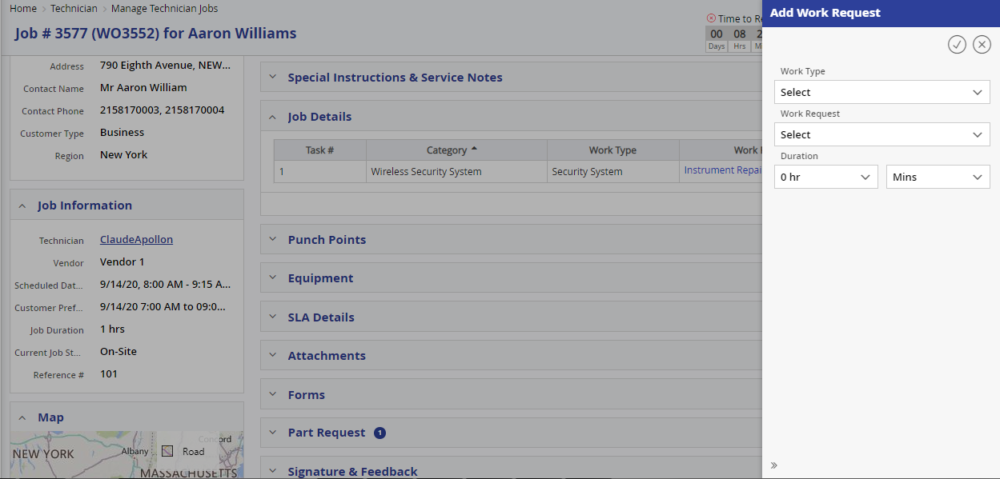 Home > Technician > Manage Technician Jobs
Job # 3577 (WO3552) for Aaron Williams
Time to Re
00 08 2
Days Hrs Mi
Address 790 Eighth Avenue, NEW...
Contact Name Mr Aaron William
Contact Phone 2158170003, 2158170004
Customer Type Business
Region New York
Job Information
Technician ClaudeApollon
Vendor Vendor 1
Scheduled Dat... 9/14/20, 8:00 AM - 9:15 A...
Customer Pref... 9/14/20 7:00 AM to 09:0...
Job Duration 1 hrs
Current Job St... On-Site
Reference # 101
Map
NEW YORK
Albany
Concord
Road
MASSACHUSETTS
Special Instructions & Service Notes
Job Details
Task # Category Work Type Work
1 Wireless Security System Security System Instrument Repai
Punch Points
Equipment
SLA Details
Attachments
Forms
Part Request 1
Signature & Feedback
Add Work Request
Work Type
Select
Work Request
Select
Duration
0 hr Mins
»